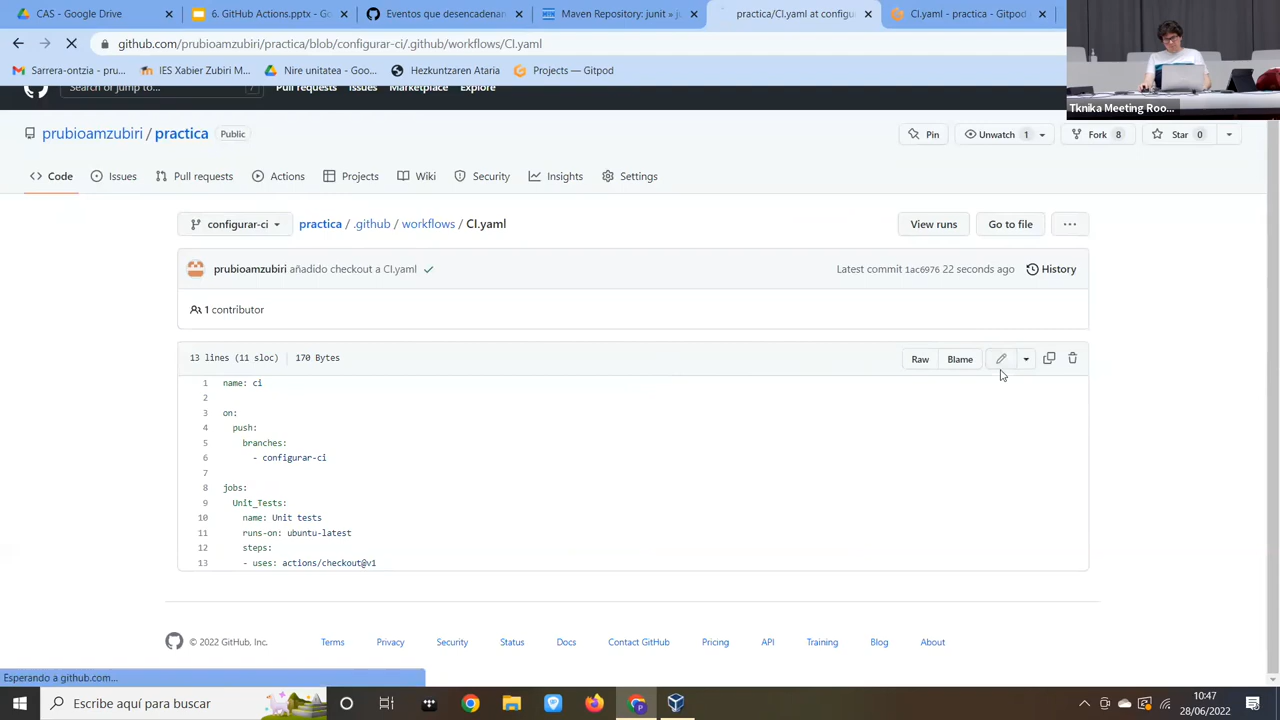 CAS - Google Drive
6. GitHub Actions.pptx - Goo
Eventos que desencadenan
Maven Repository: junit » ju
practica/CI.yaml at configur
CI.yaml - practica - Gitpod
github.com/prubioamzubiri/practica/blob/configurar-ci/.github/workflows/CI.yaml
Sarrera-ontzia - pru...
IES Xabier Zubiri M...
Nire unitatea - Goo...
Hezkuntzaren Ataria
Projects — Gitpod
Tknika Meeting Roo...
Search or jump to...
/
Pull requests
Issues
Marketplace
Explore
prubioamzubiri / practica
Public
Pin
Unwatch 1
Fork 8
Star 0
Code
Issues
Pull requests
Actions
Projects
Wiki
Security
Insights
Settings
configurar-ci
practica / .github / workflows / CI.yaml
View runs
Go to file
prubioamzubiri añadido checkout a CI.yaml
Latest commit 1ac6976 22 seconds ago
History
1 contributor
13 lines (11 sloc)
170 Bytes
Raw
Blame
1 name: ci
2
3 on:
4 push:
5 branches:
6 - configurar-ci
7
8 jobs:
9 Unit_Tests:
10 name: Unit tests
11 runs-on: ubuntu-latest
12 steps:
13 - uses: actions/checkout@v1
© 2022 GitHub, Inc.
Terms
Privacy
Security
Status
Docs
Contact GitHub
Pricing
API
Training
Blog
About
Esperando a github.com...
Escribe aquí para buscar
10:47
28/06/2022